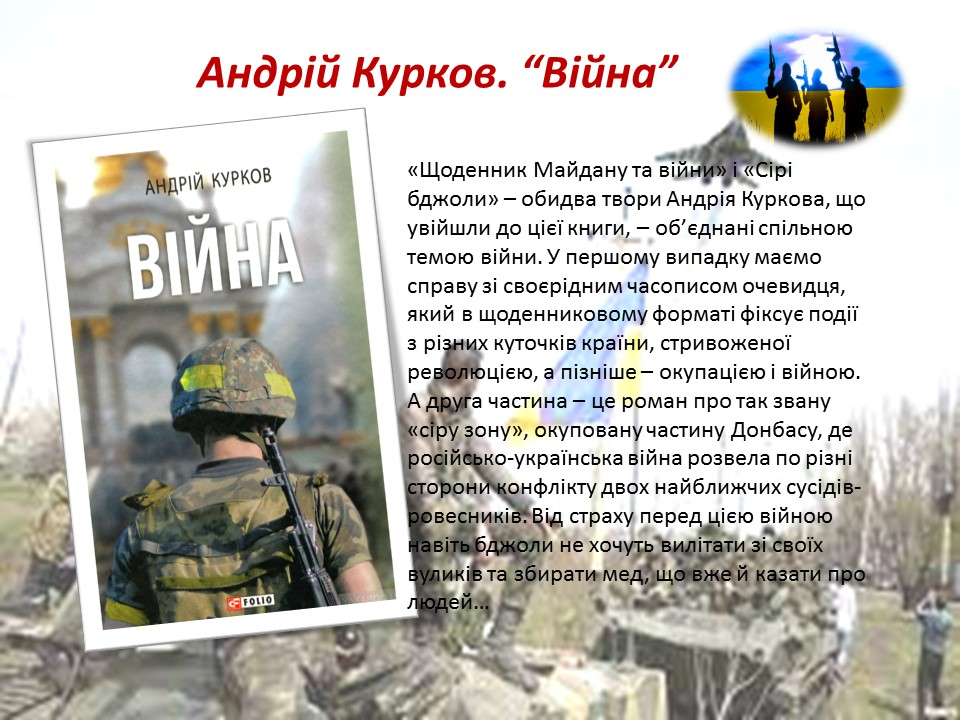 Андрій Курков. “Війна”
АНДРІЙ КУРКОВ
ВІЙНА
FOLIO
«Щоденник Майдану та війни» і «Сірі
бджоли» – обидва твори Андрія Куркова, що
увійшли до цієї книги, – об’єднані спільною
темою війни. У першому випадку маємо
справу зі своєрідним часописом очевидця,
який в щоденниковому форматі фіксує події
з різних куточків країни, стривоженої
революцією, а пізніше – окупацією і війною.
А друга частина – це роман про так звану
«сіру зону», окуповану частину Донбасу, де
російсько-українська війна розвела по різні
сторони конфлікту двох найближчих сусідів-
ровесників. Від страху перед цією війною
навіть бджоли не хочуть вилітати зі своїх
вуликів та збирати мед, що вже й казати про
людей...